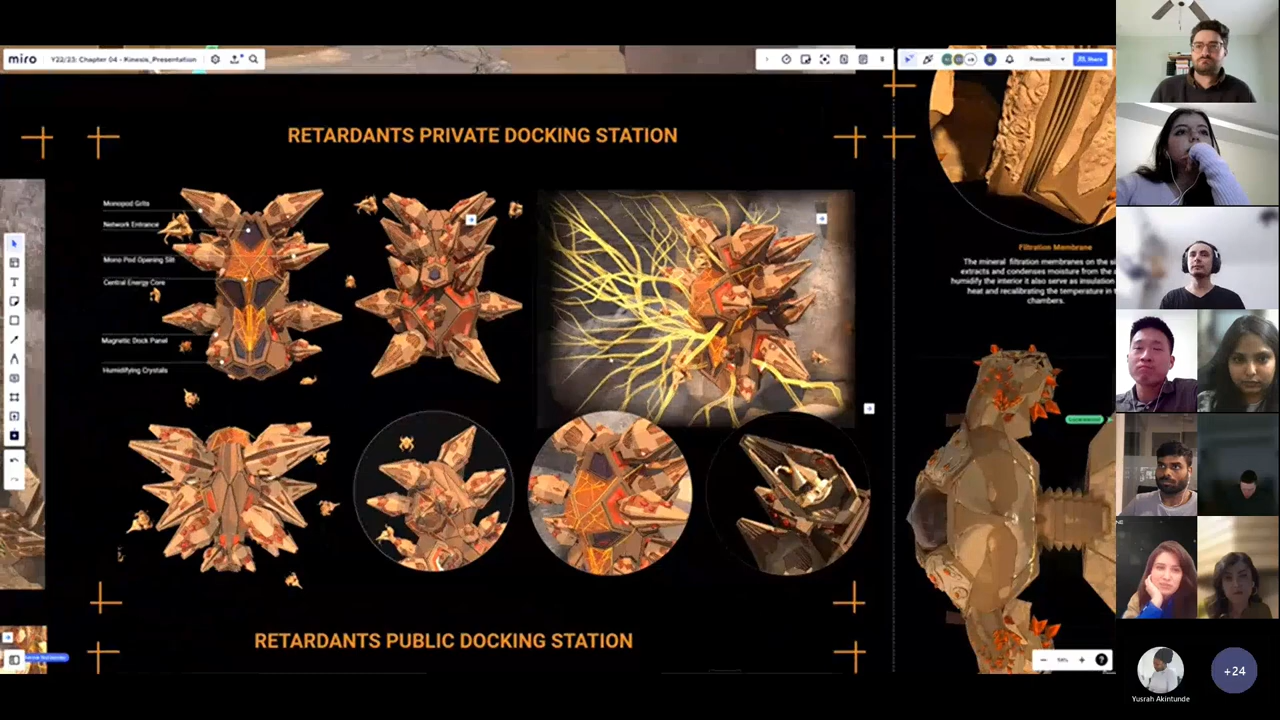 miro
Y22/23: Chapter 04 - Kinesis_Presentation
Present
Share
RETARDANTS PRIVATE DOCKING STATION
Monopod Grits
Network Entrance
Mono Pod Opening Slit
Central Energy Core
Magnetic Dock Panel
Humidifying Crystals
Filtration Membrane
The mineral filtration membranes on the
extracts and condenses moisture from the
humidify the interior it also serve as insulation
heat and recalibrating the temperature in
chambers.
RETARDANTS PUBLIC DOCKING STATION
Yusrah Akintunde
+24